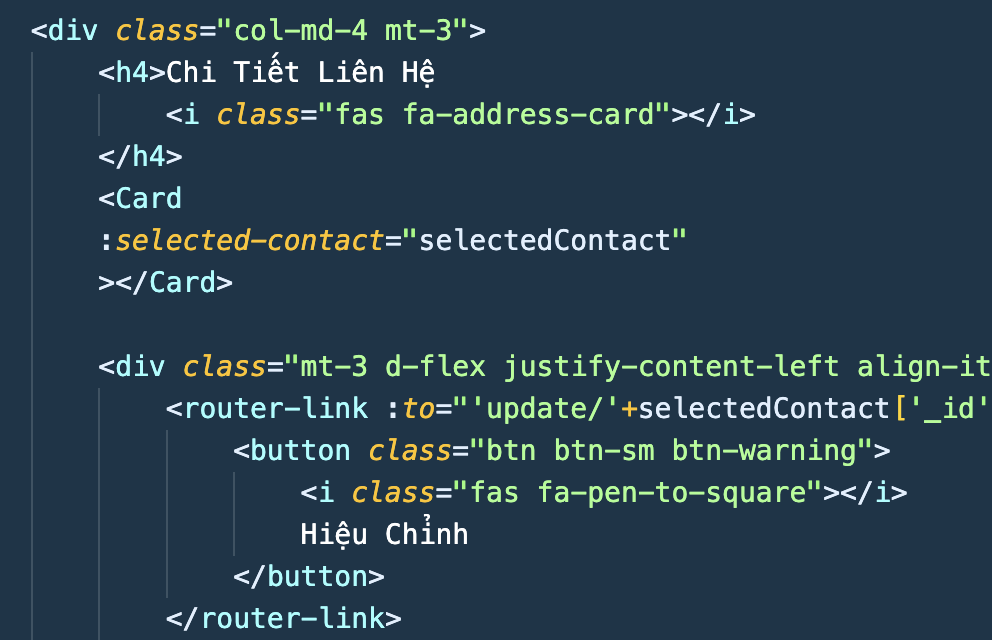 <div class="col-md-4 mt-3">
<h4>Chi Tiết Liên Hệ
<i class="fas fa-address-card"></i>
</h4>
<Card
:selected-contact="selectedContact"
></Card>
<div class="mt-3 d-flex justify-content-left align-it
<router-link :to="'update/'+selectedContact['_id'
<button class="btn btn-sm btn-warning">
<i class="fas fa-pen-to-square"></i>
Hiệu Chỉnh
</button>
</router-link>